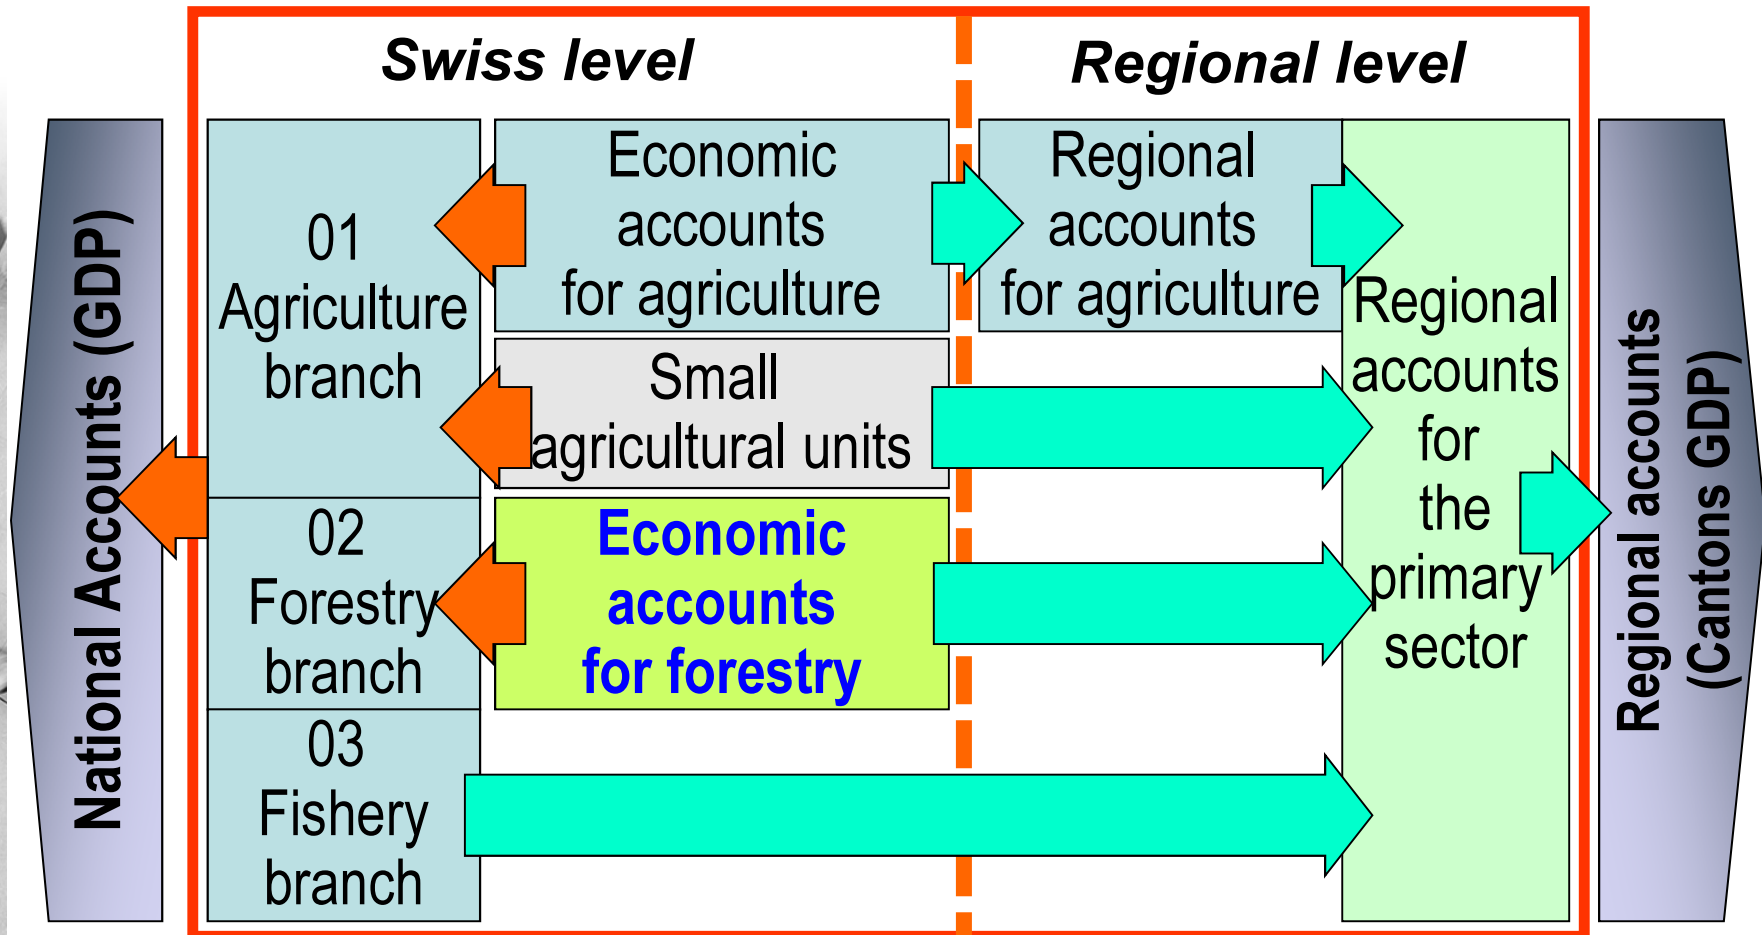 Swiss level
Regional level
National Accounts (GDP)
01
Agriculture
branch
02
Forestry
branch
03
Fishery
branch
Economic
accounts
for agriculture
Small
agricultural units
Economic
accounts
for forestry
Regional
accounts
for agriculture
Regional
accounts
for
the
primary
sector
Regional accounts
(Cantons GDP)